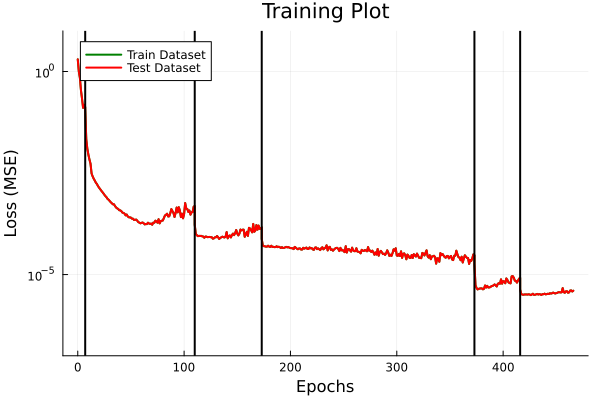 Training Plot
Train Dataset
Test Dataset
10^0
10^-5
Loss (MSE)
0 100 200 300 400
Epochs